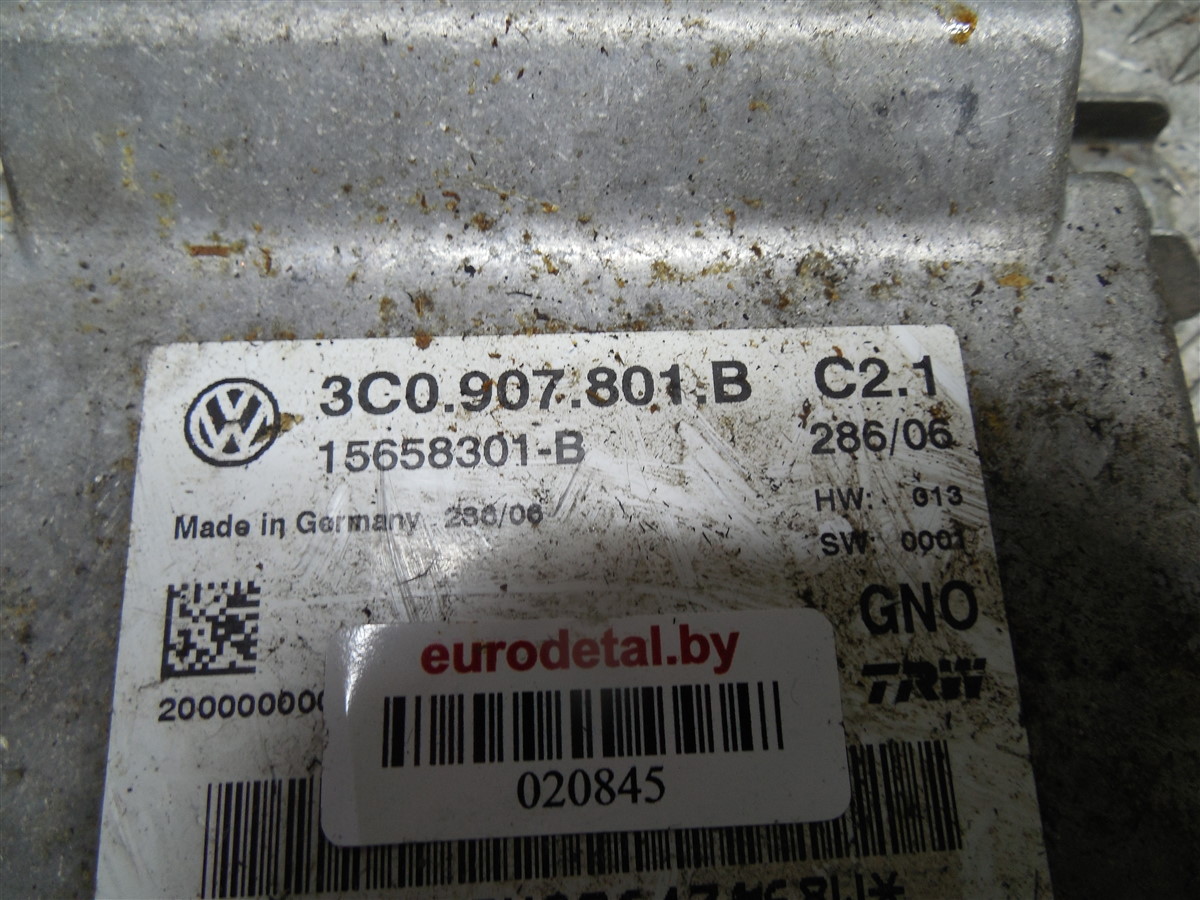 3C0.907.801.B C2.1
15658301-B 286/06
Made in Germany 286/06
HW: 013
SW: 0001
GNO
TRW
eurodetal.by
020845